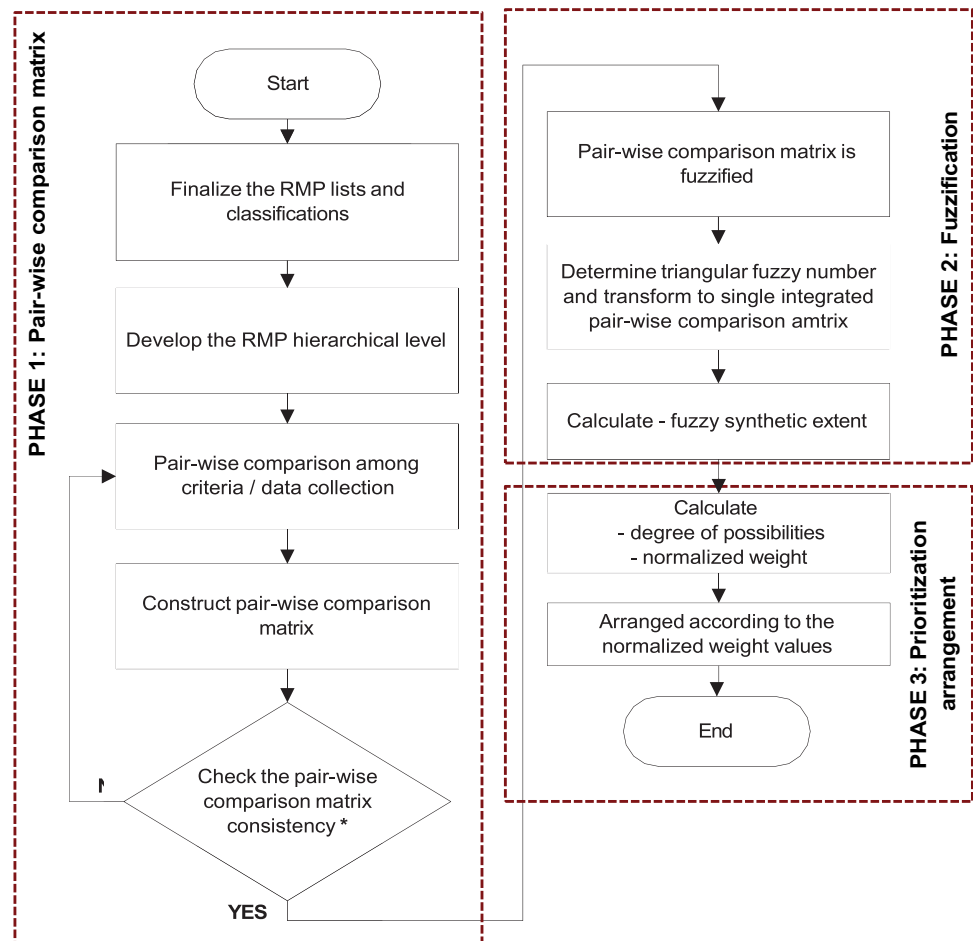 PHASE 1: Pair-wise comparison matrix
Start
Finalize the RMP lists and
classifications
Develop the RMP hierarchical level
Pair-wise comparison among
criteria / data collection
Construct pair-wise comparison
matrix
Check the pair-wise
comparison matrix
consistency *
YES
PHASE 2: Fuzzification
Pair-wise comparison matrix is
fuzzified
Determine triangular fuzzy number
and transform to single integrated
pair-wise comparison amtrix
Calculate - fuzzy synthetic extent
PHASE 3: Prioritization
arrangement
Calculate
- degree of possibilities
- normalized weight
Arranged according to the
normalized weight values
End